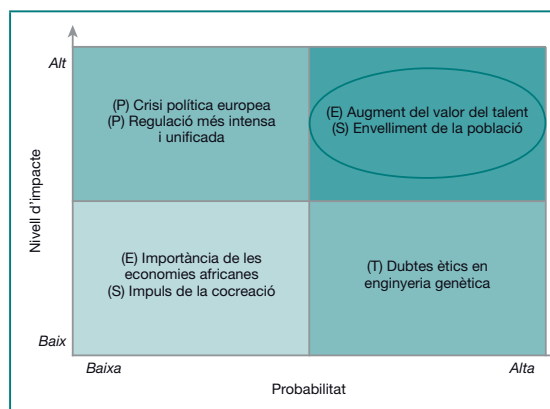 Alt
(P) Crisi política europea
(P) Regulació més intensa
i unificada
(E) Augment del valor del talent
(S) Envelliment de la població
Nivell d'impacte
(E) Importància de les
economies africanes
(S) Impuls de la cocreació
(T) Dubtes ètics en
enginyeria genètica
Baix
Baixa
Alta
Probabilitat